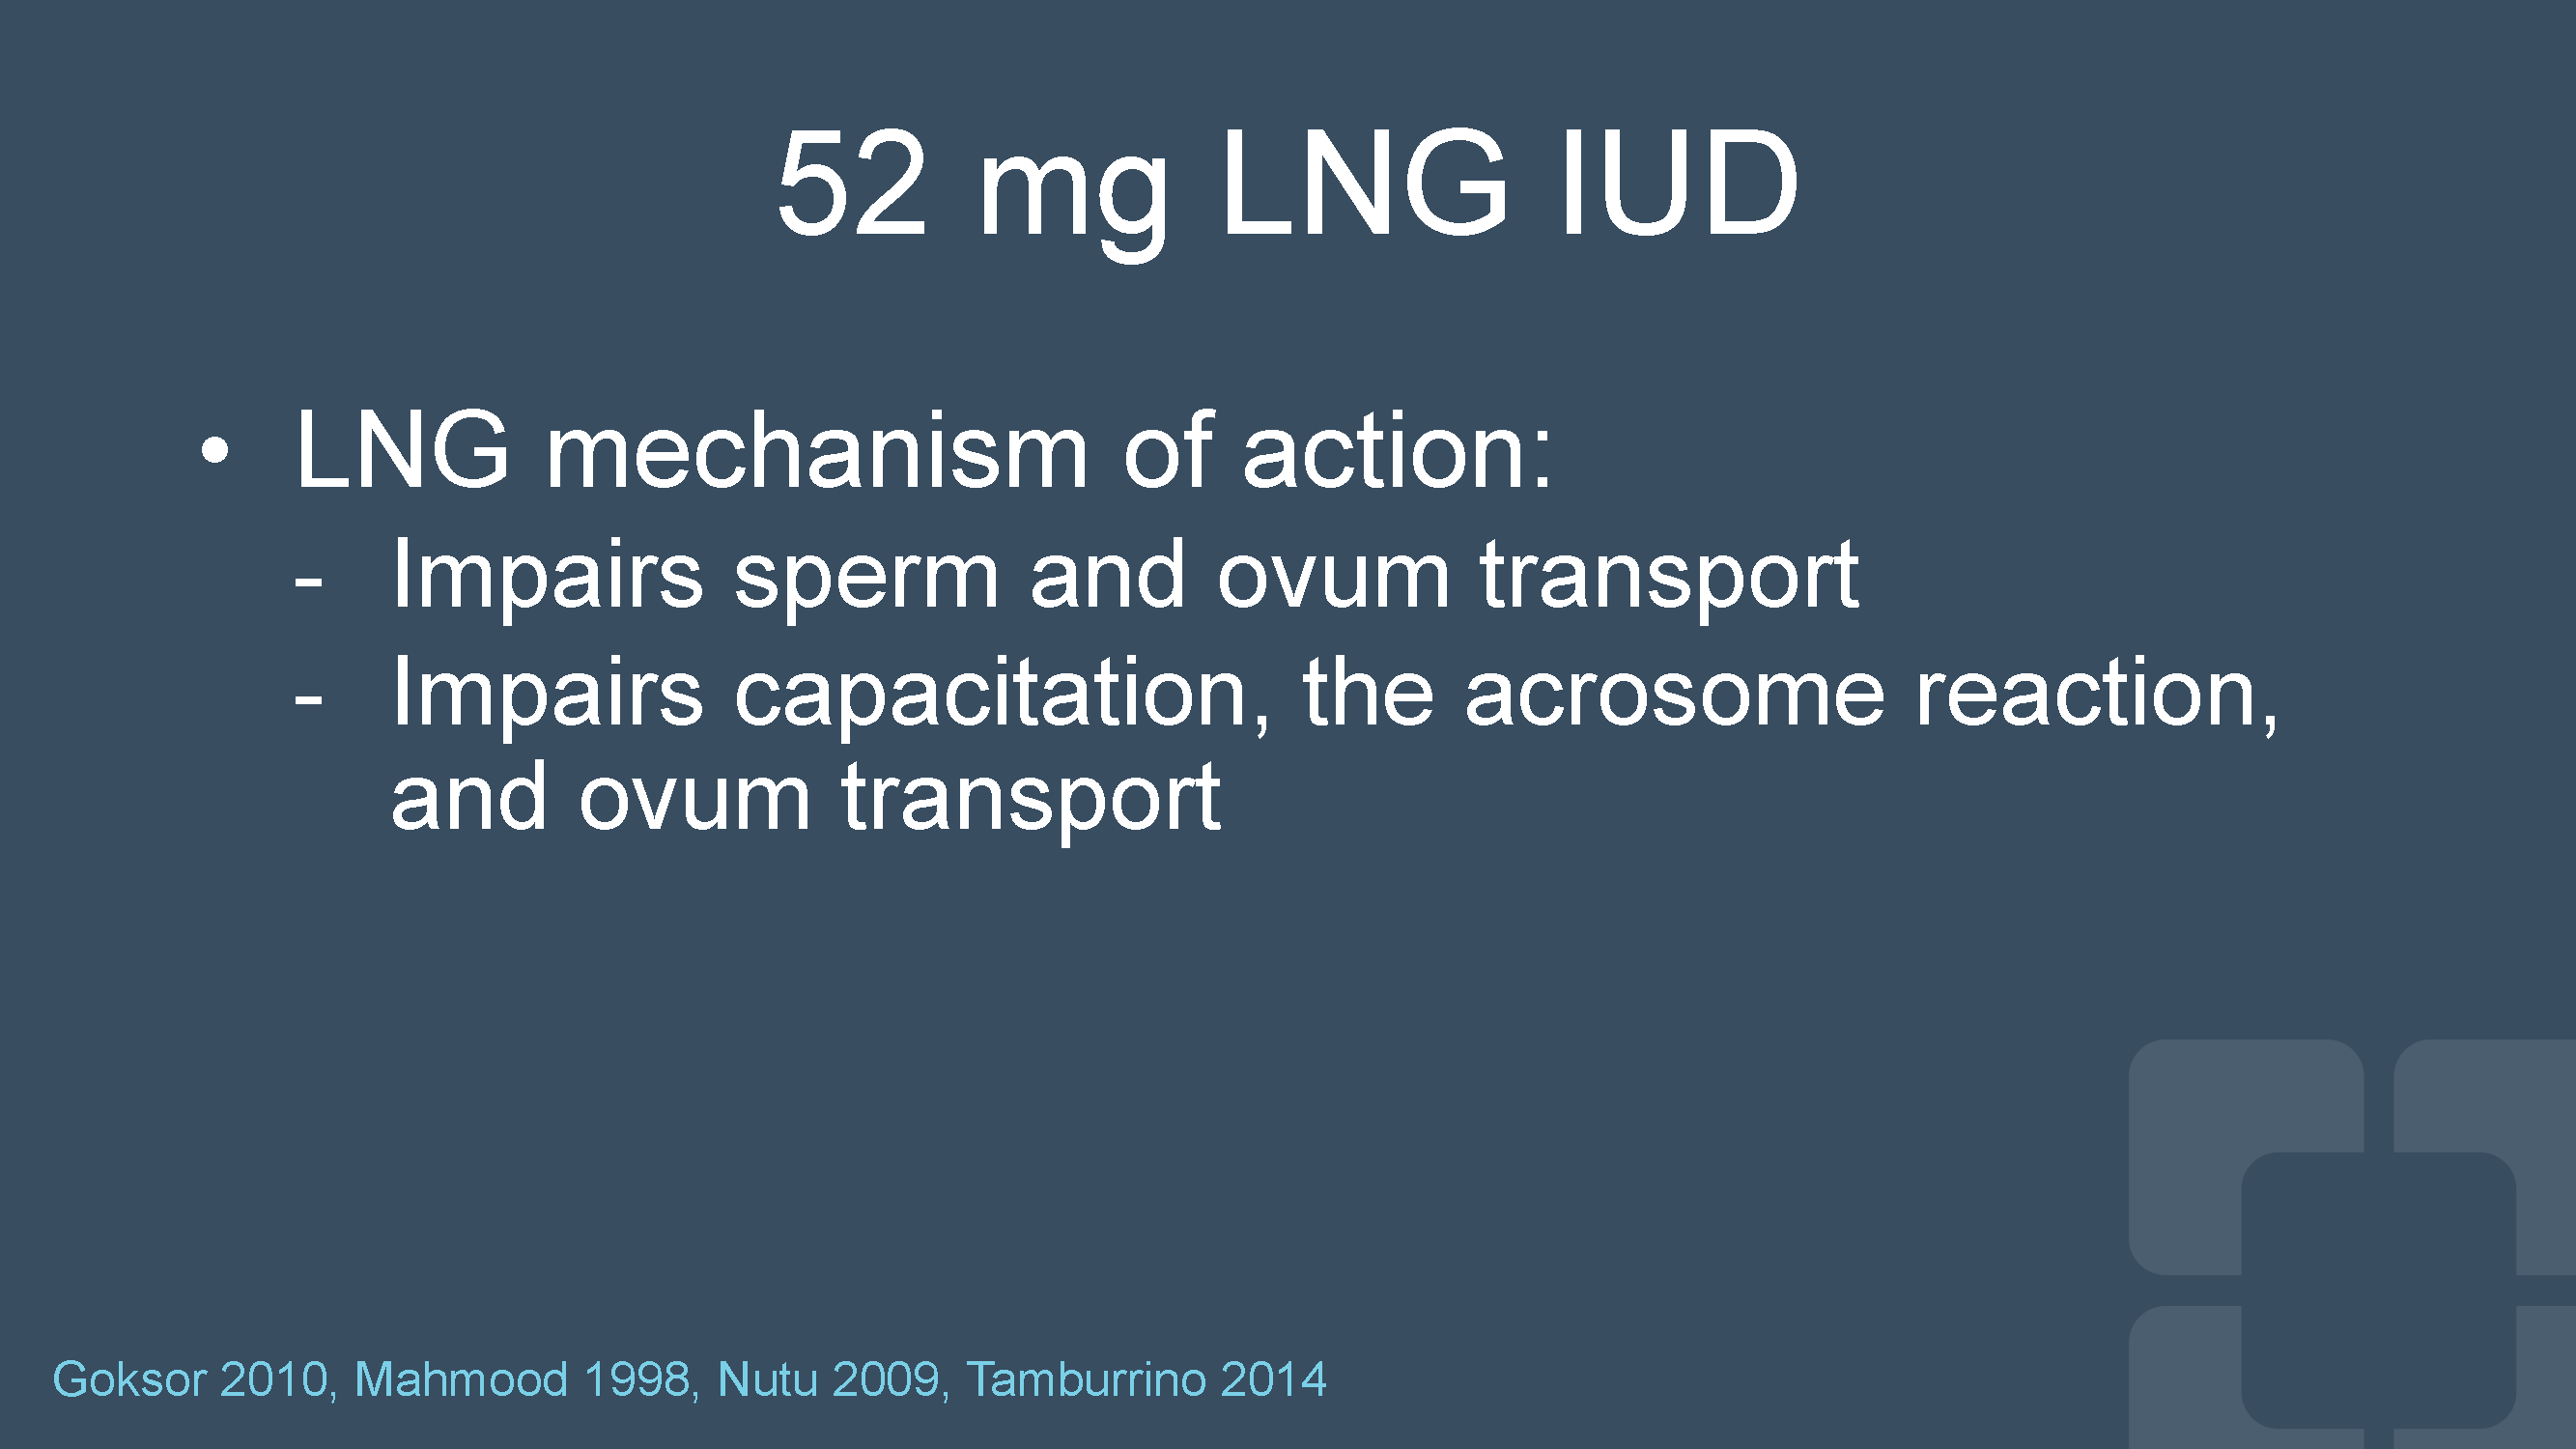 52 mg LNG IUD
• LNG mechanism of action:
- Impairs sperm and ovum transport
- Impairs capacitation, the acrosome reaction,
and ovum transport
Goksor 2010, Mahmood 1998, Nutu 2009, Tamburrino 2014